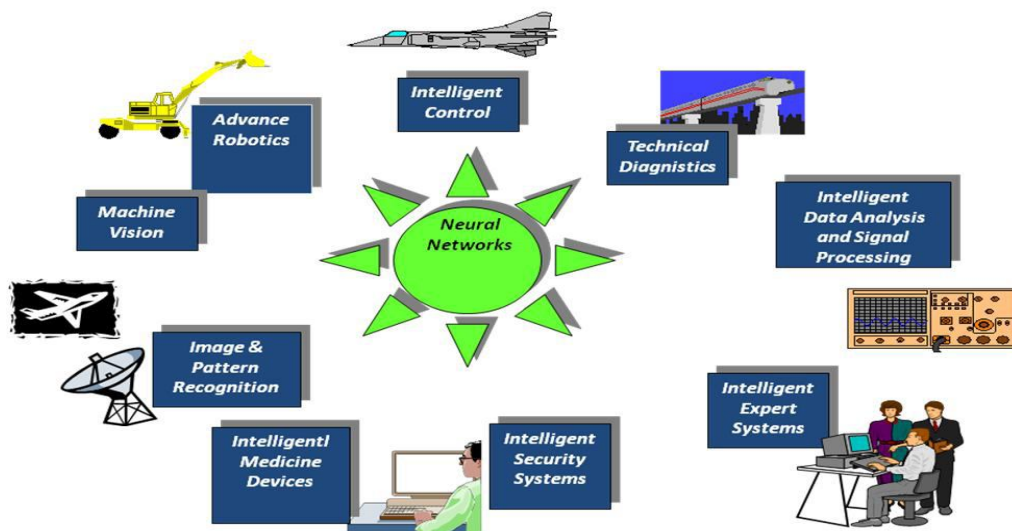 Intelligent
Control
Advance
Robotics
Technical
Diagnostics
Machine
Vision
Intelligent
Data Analysis
and Signal
Processing
Neural
Networks
Image &
Pattern
Recognition
Intelligent
Expert
Systems
Intelligentl
Medicine
Devices
Intelligent
Security
Systems